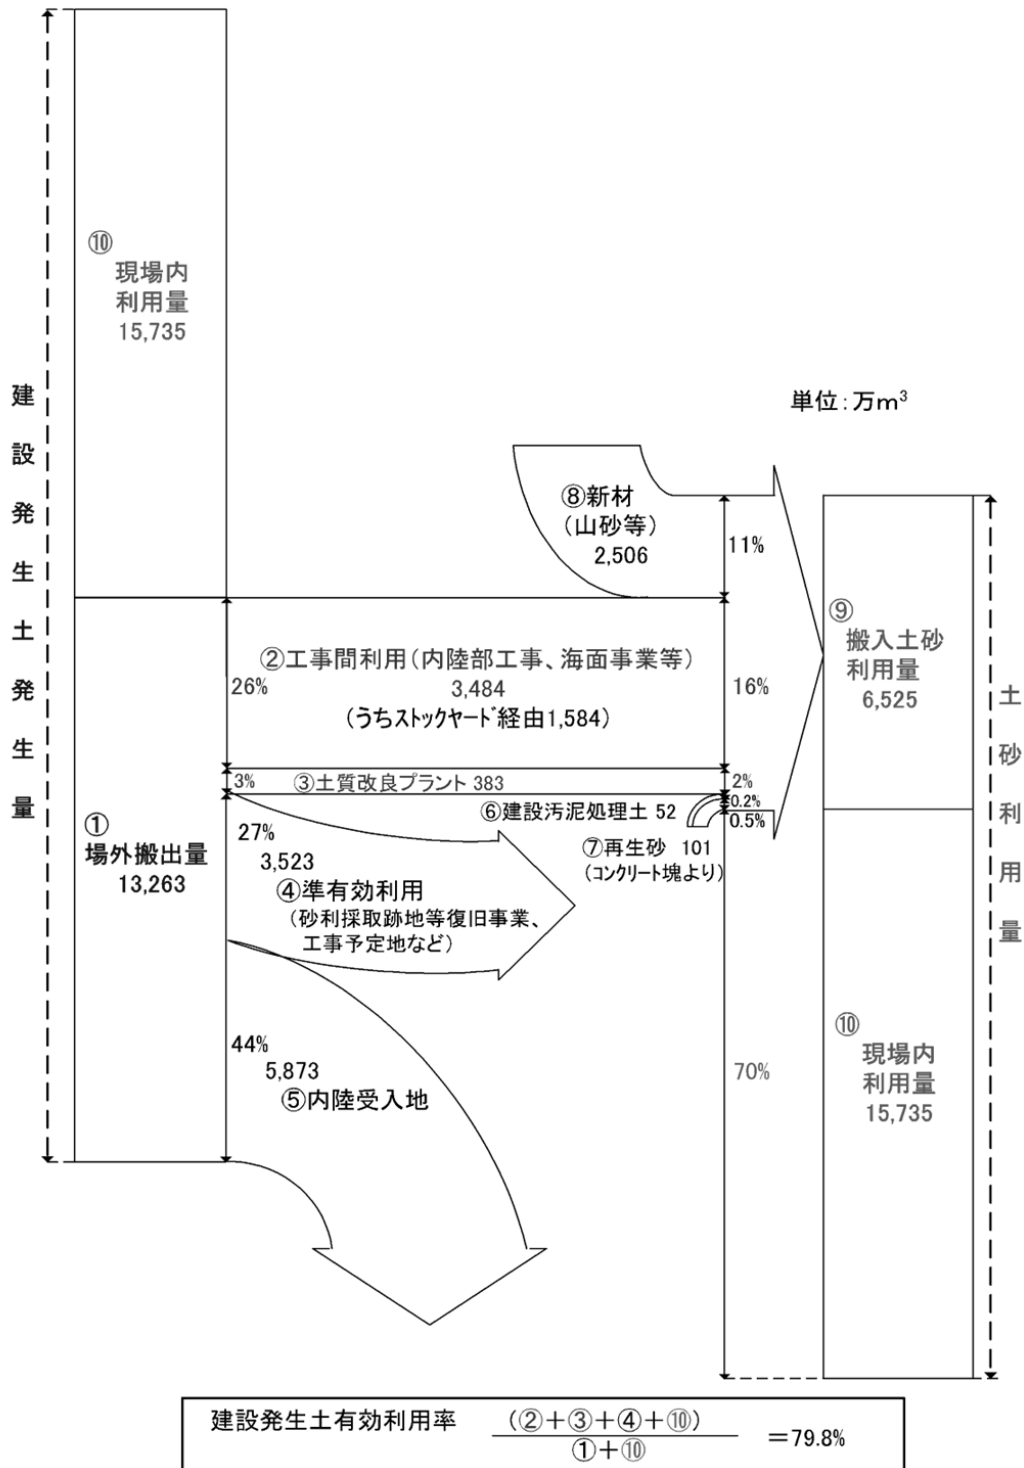 建設発生土発生量
⑩
現場内
利用量
15,735
単位：万m³
⑧新材
（山砂等）
2,506
11%
②工事間利用（内陸部工事、海面事業等）
26%
3,484
（うちストックヤード経由1,584）
16%
⑨
搬入土砂
利用量
6,525
土砂利用量
3%
③土質改良プラント 383
2%
⑥建設汚泥処理土 52
0.2%
0.5%
⑦再生砂 101
（コンクリート塊より）
①
場外搬出量
13,263
27%
3,523
④準有効利用
（砂利採取跡地等復旧事業、
工事予定地など）
44%
5,873
⑤内陸受入地
70%
⑩
現場内
利用量
15,735
建設発生土有効利用率
（②＋③＋④＋⑩）
①＋⑩
＝79.8%